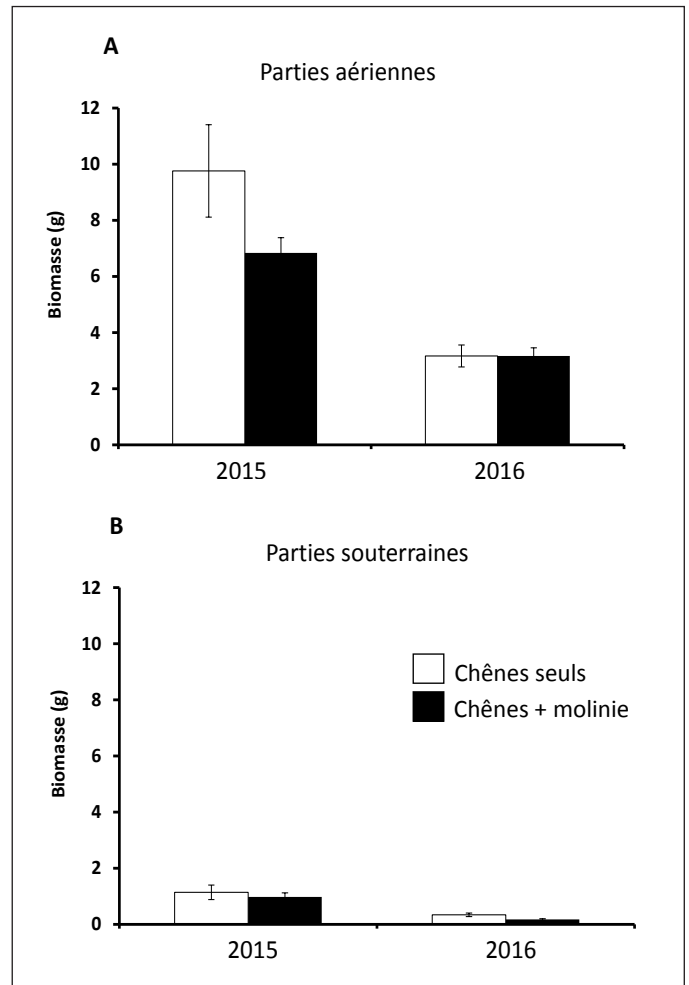 A
Parties aériennes
12
10
8
6
4
2
0
Biomasse (g)
2015
2016
B
Parties souterraines
12
10
8
6
4
2
0
Biomasse (g)
Chênes seuls
Chênes + molinie
2015
2016